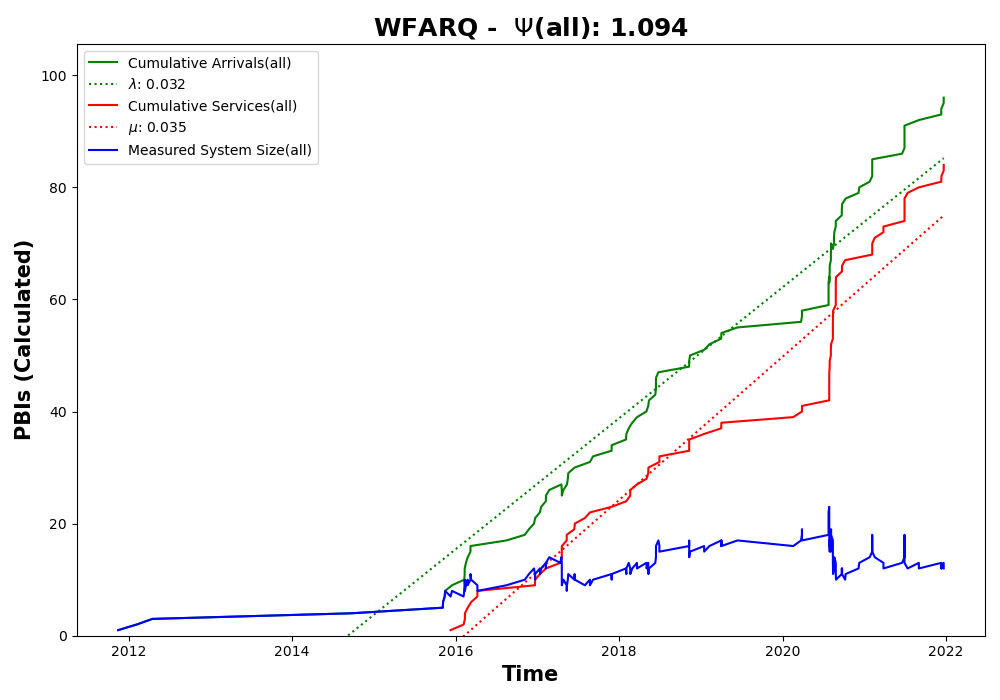 WFARQ - Ψ(all): 1.094
Cumulative Arrivals(all)
λ: 0.032
Cumulative Services(all)
μ: 0.035
Measured System Size(all)
PBIs (Calculated)
100
80
60
40
20
0
2012 2014 2016 2018 2020 2022
Time